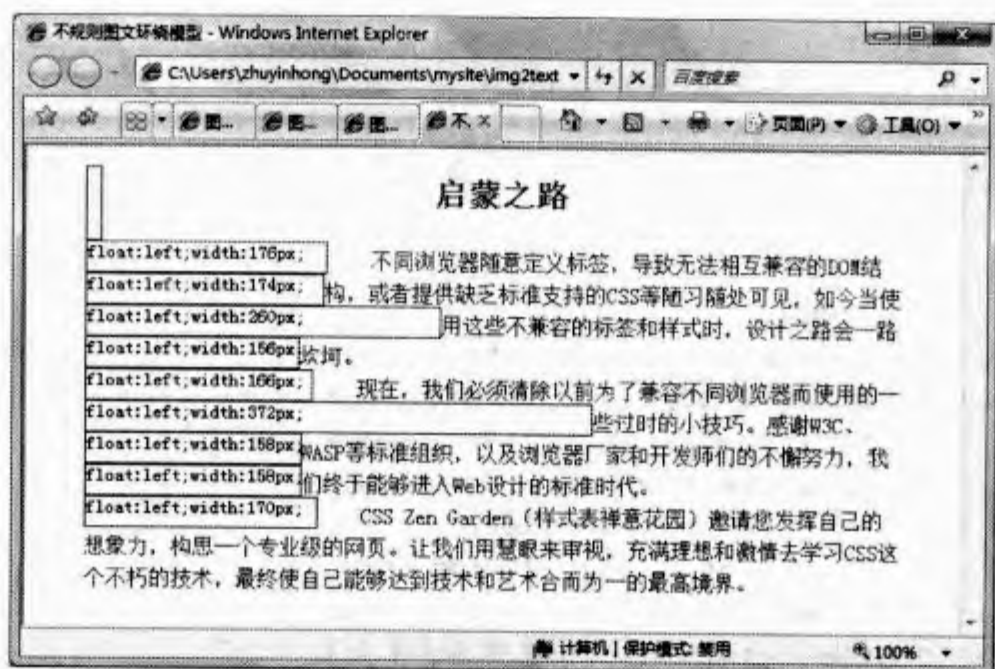 不规则图文环绕模型 - Windows Internet Explorer
C:\Users\zhuyinhong\Documents\mysite\img2text 百度搜索
图... 图... 图... 不. 页面(P) 工具(O) »
启蒙之路
float:left;width:176px; 不同浏览器随意定义标签，导致无法相互兼容的DOM结
float:left;width:174px; 构，或者提供缺乏标准支持的CSS等随习随处可见，如今当使
float:left;width:260px; 用这些不兼容的标签和样式时，设计之路会一路
float:left;width:156px; 坎坷。
float:left;width:166px; 现在，我们必须清除以前为了兼容不同浏览器而使用的一
float:left;width:372px; 些过时的小技巧。感谢W3C、
float:left;width:158px; WASP等标准组织，以及浏览器厂家和开发师们的不懈努力，我
float:left;width:158px; 们终于能够进入Web设计的标准时代。
float:left;width:170px; CSS Zen Garden（样式表禅意花园）邀请您发挥自己的
想象力，构思一个专业级的网页。让我们用慧眼来审视，充满理想和激情去学习CSS这
个不朽的技术，最终使自己能够达到技术和艺术合而为一的最高境界。
计算机 | 保护模式: 禁用 100%